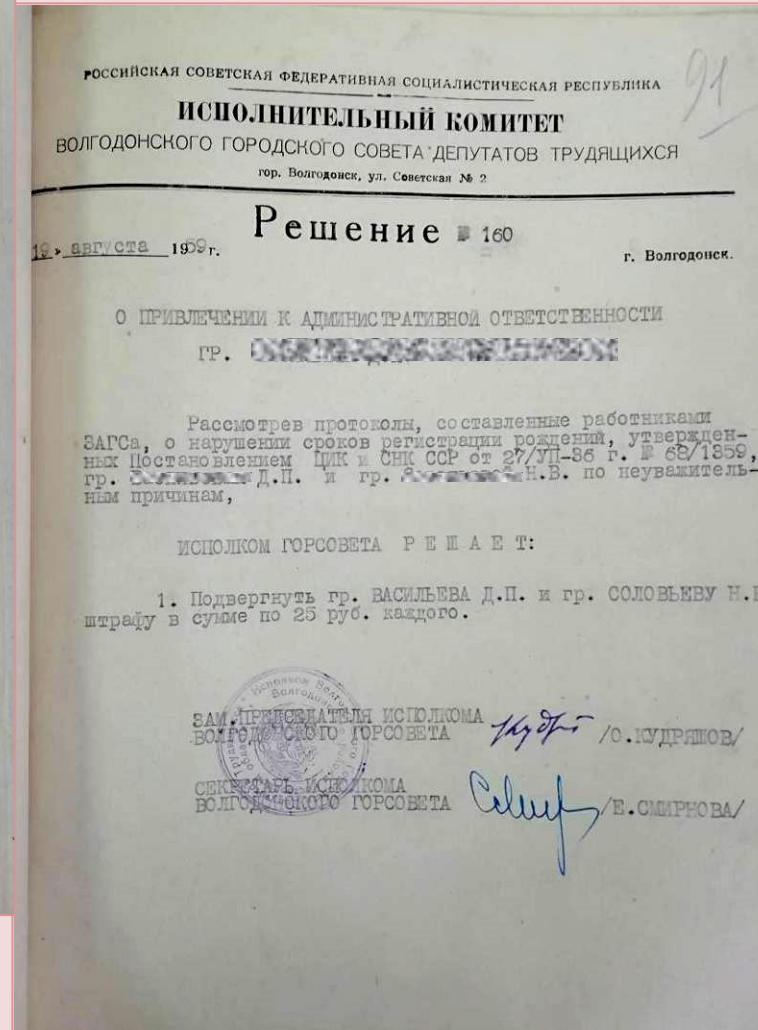 91
РОССИЙСКАЯ СОВЕТСКАЯ ФЕДЕРАТИВНАЯ СОЦИАЛИСТИЧЕСКАЯ РЕСПУБЛИКА
ИСПОЛНИТЕЛЬНЫЙ КОМИТЕТ
ВОЛГОДОНСКОГО ГОРОДСКОГО СОВЕТА ДЕПУТАТОВ ТРУДЯЩИХСЯ
гор. Волгодонск, ул. Советская № 2
Решение № 160
19 » августа 1959 г.
г. Волгодонск.
О ПРИВЛЕЧЕНИИ К АДМИНИСТРАТИВНОЙ ОТВЕТСТВЕННОСТИ
ГР.
Рассмотрев протоколы, составленные работниками
ЗАГСа, о нарушении сроков регистрации рождений, утвержден-
ных Постановлением ЦИК и СНК ССР от 27/УП-36 г. № 68/1359,
гр. Д.П. и гр. Н.В. по неуважитель-
ным причинам,
ИСПОЛКОМ ГОРСОВЕТА Р Е Ш А Е Т:
1. Подвергнуть гр. ВАСИЛЬЕВА Д.П. и гр. СОЛОВЬЕВУ Н.
штрафу в сумме по 25 руб. каждого.
ЗАМ.ПРЕДСЕДАТЕЛЯ ИСПОЛКОМА
ВОЛГОДОНСКОГО ГОРСОВЕТА /О.КУДРЯШОВ/
СЕКРЕТАРЬ ИСПОЛКОМА
ВОЛГОДОНСКОГО ГОРСОВЕТА /Е.СМИРНОВА/